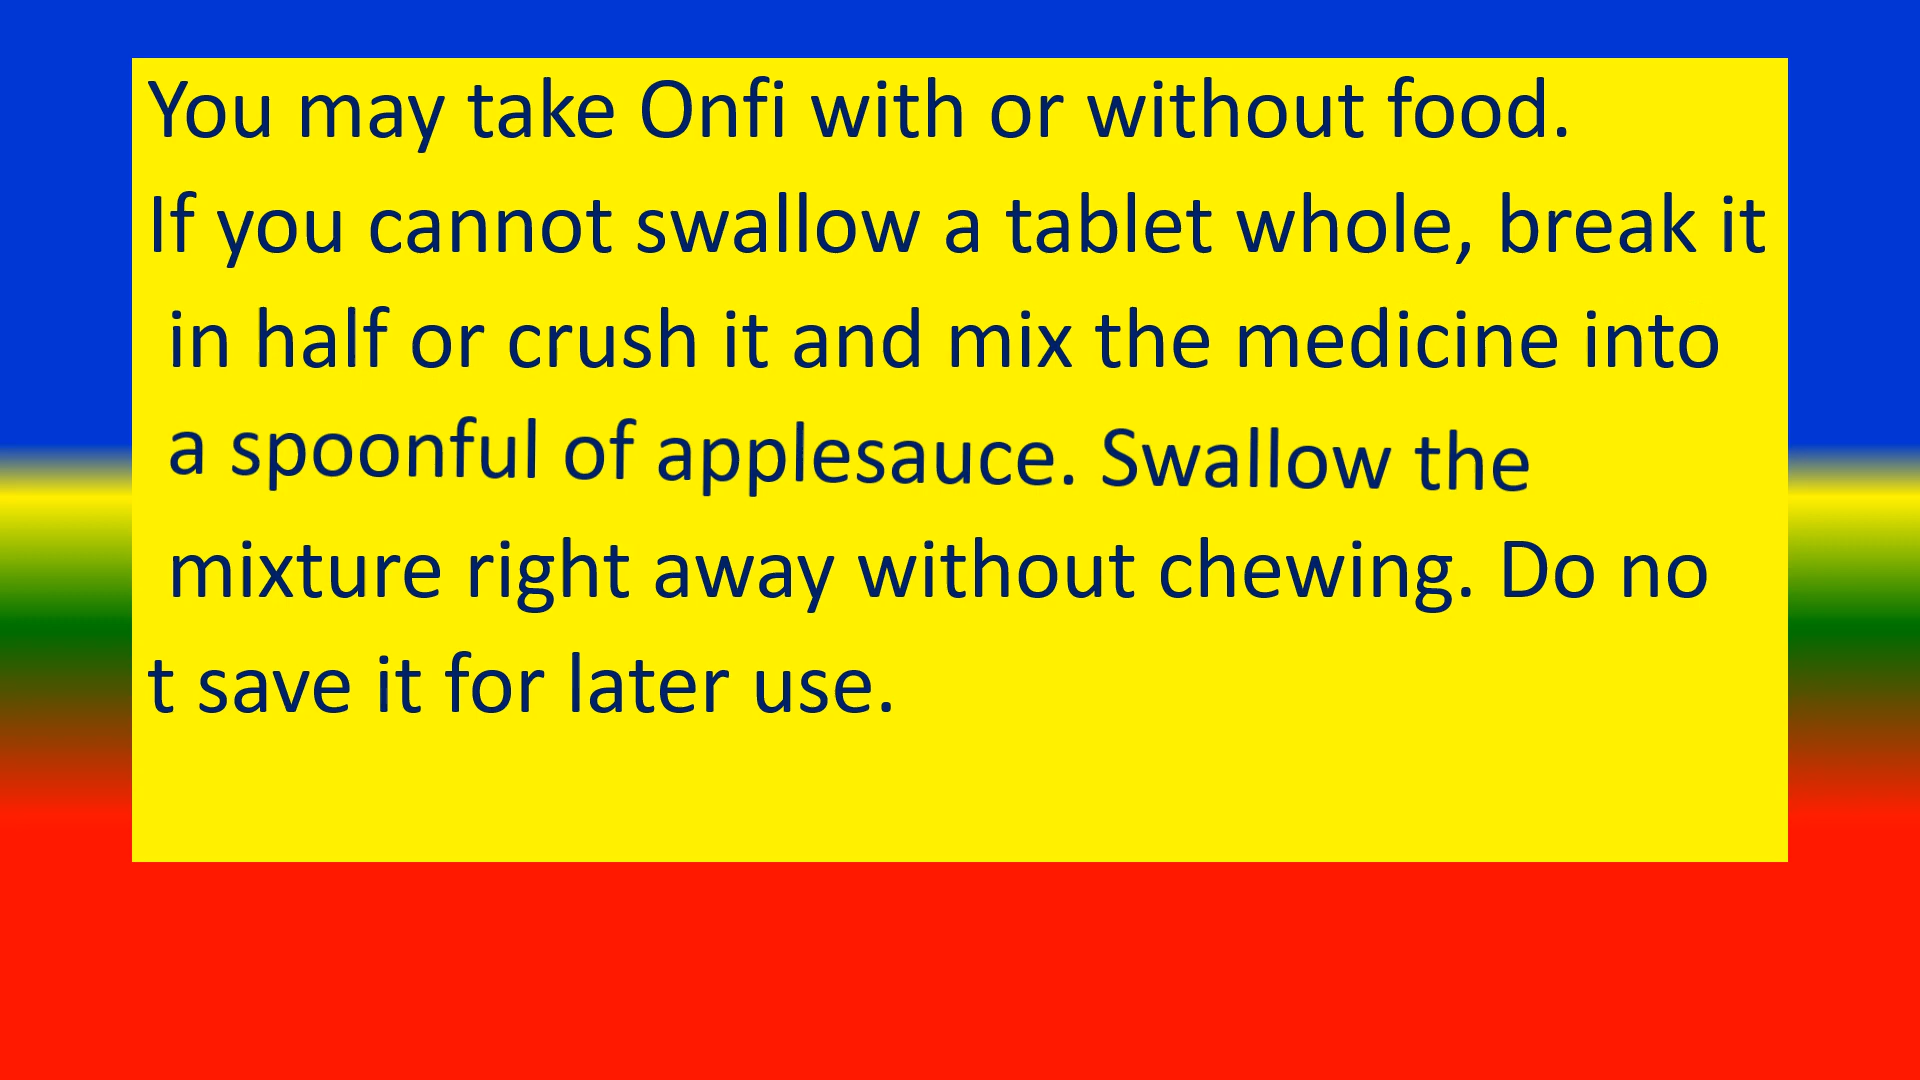 You may take Onfi with or without food.
If you cannot swallow a tablet whole, break it
in half or crush it and mix the medicine into
a spoonful of applesauce. Swallow the
mixture right away without chewing. Do no
t save it for later use.